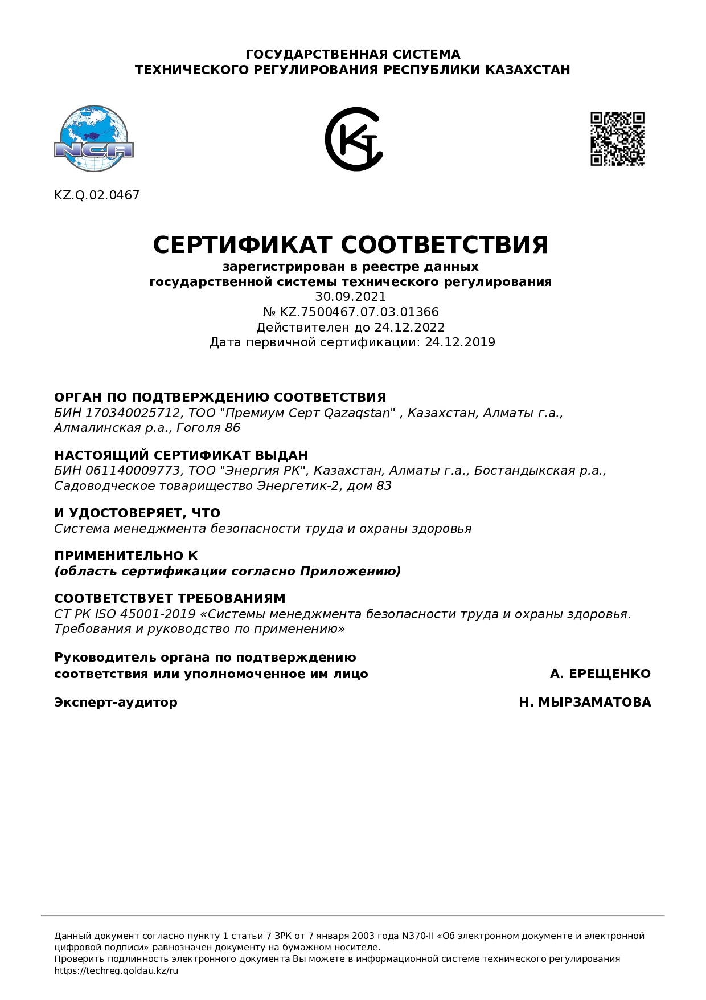 ГОСУДАРСТВЕННАЯ СИСТЕМА
ТЕХНИЧЕСКОГО РЕГУЛИРОВАНИЯ РЕСПУБЛИКИ КАЗАХСТАН
NCA
KZ.Q.02.0467
СЕРТИФИКАТ СООТВЕТСТВИЯ
зарегистрирован в реестре данных
государственной системы технического регулирования
30.09.2021
№ KZ.7500467.07.03.01366
Действителен до 24.12.2022
Дата первичной сертификации: 24.12.2019
ОРГАН ПО ПОДТВЕРЖДЕНИЮ СООТВЕТСТВИЯ
БИН 170340025712, ТОО "Премиум Серт Qazaqstan" , Казахстан, Алматы г.а.,
Алмалинская р.а., Гоголя 86
НАСТОЯЩИЙ СЕРТИФИКАТ ВЫДАН
БИН 061140009773, ТОО "Энергия РК", Казахстан, Алматы г.а., Бостандыкская р.а.,
Садоводческое товарищество Энергетик-2, дом 83
И УДОСТОВЕРЯЕТ, ЧТО
Система менеджмента безопасности труда и охраны здоровья
ПРИМЕНИТЕЛЬНО К
(область сертификации согласно Приложению)
СООТВЕТСТВУЕТ ТРЕБОВАНИЯМ
СТ РК ISO 45001-2019 «Системы менеджмента безопасности труда и охраны здоровья.
Требования и руководство по применению»
Руководитель органа по подтверждению
соответствия или уполномоченное им лицо А. ЕРЕЩЕНКО
Эксперт-аудитор Н. МЫРЗАМАТОВА
Данный документ согласно пункту 1 статьи 7 ЗРК от 7 января 2003 года N370-II «Об электронном документе и электронной
цифровой подписи» равнозначен документу на бумажном носителе.
Проверить подлинность электронного документа Вы можете в информационной системе технического регулирования
https://techreg.qoldau.kz/ru